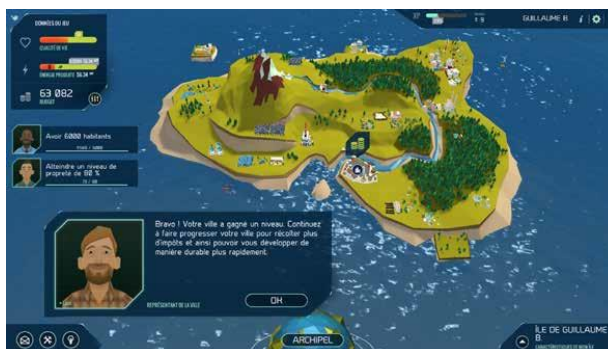 DONNÉES DU JEU
QUALITÉ DE VIE
ÉNERGIE PRODUITE
63 082
BUDGET
Avoir 6000 habitants
Atteindre un niveau de
propreté de 80 %
Bravo ! Votre ville a gagné un niveau. Continuez
à faire progresser votre ville pour récolter plus
d'impôts et ainsi pouvoir vous développer de
manière durable plus rapidement.
REPRÉSENTANT DE LA VILLE
OK
GUILLAUME B.
ARCHIPEL
ÎLE DE GUILLAUME
B.